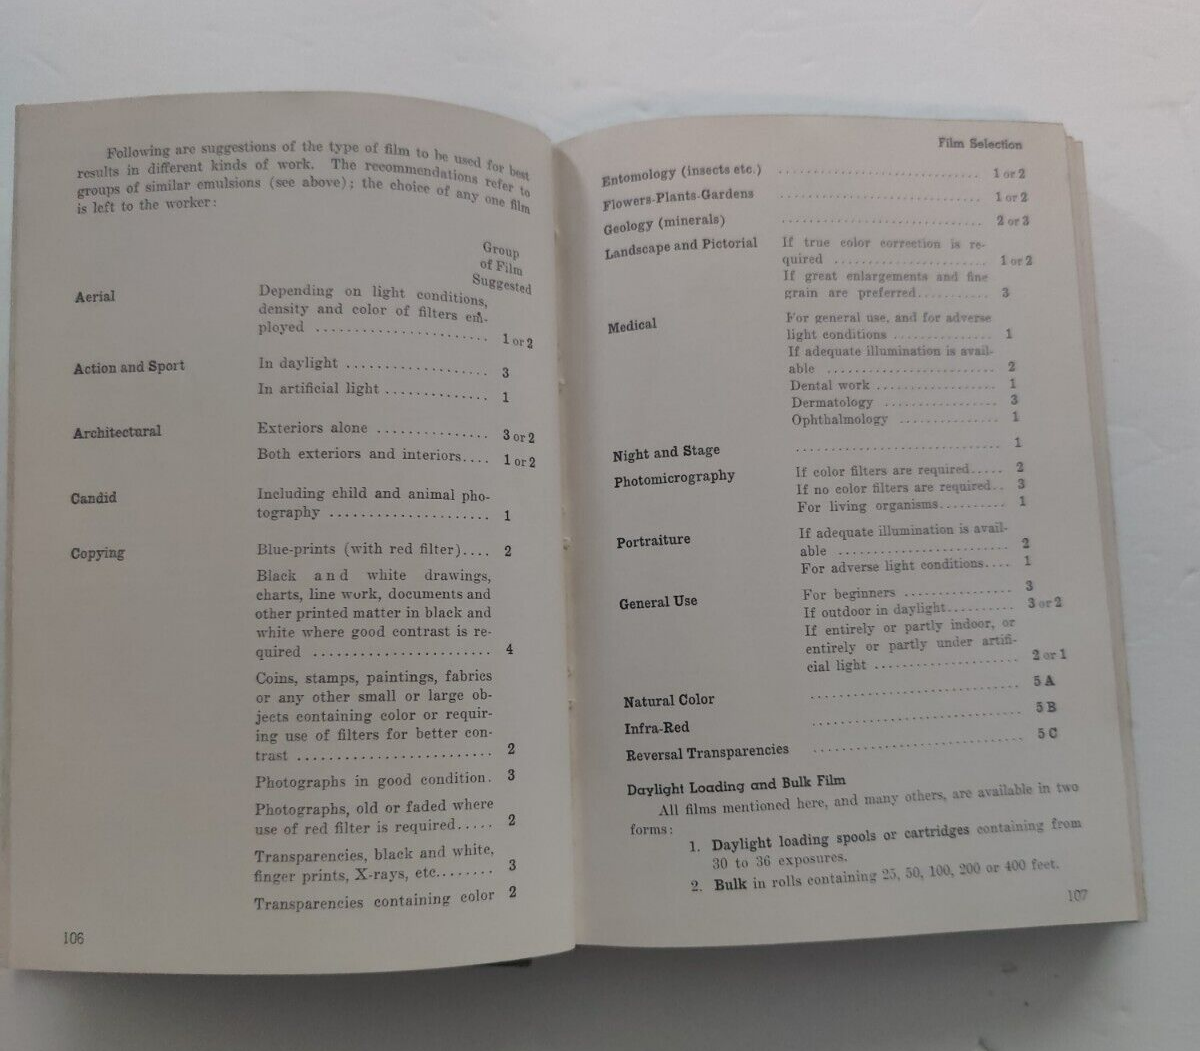 Following are suggestions of the type of film to be used for best
results in different kinds of work. The recommendations refer to
groups of similar emulsions (see above); the choice of any one film
is left to the worker:
Group
of Film
Suggested
Aerial Depending on light conditions,
density and color of filters em-
ployed ...................... 1 or 2
Action and Sport In daylight .................. 3
In artificial light ............. 1
Architectural Exteriors alone ............... 3 or 2
Both exteriors and interiors.... 1 or 2
Candid Including child and animal pho-
tography ..................... 1
Copying Blue-prints (with red filter).... 2
Black and white drawings,
charts, line work, documents and
other printed matter in black and
white where good contrast is re-
quired ....................... 4
Coins, stamps, paintings, fabrics
or any other small or large ob-
jects containing color or requir-
ing use of filters for better con-
trast ......................... 2
Photographs in good condition. 3
Photographs, old or faded where
use of red filter is required..... 2
Transparencies, black and white,
finger prints, X-rays, etc........ 3
Transparencies containing color 2
106
Film Selection
Entomology (insects etc.) ............................. 1 or 2
Flowers-Plants-Gardens ............................. 1 or 2
Geology (minerals) ............................. 2 or 3
Landscape and Pictorial If true color correction is re-
quired ...................... 1 or 2
If great enlargements and fine
grain are preferred........... 3
Medical For general use, and for adverse
light conditions .............. 1
If adequate illumination is avail-
able ........................ 2
Dental work ................. 1
Dermatology ................ 3
Ophthalmology .............. 1
Night and Stage ............................. 1
Photomicrography If color filters are required..... 2
If no color filters are required.. 3
For living organisms.......... 1
Portraiture If adequate illumination is avail-
able ........................ 2
For adverse light conditions.... 1
General Use For beginners ................ 3
If outdoor in daylight.......... 3 or 2
If entirely or partly indoor, or
entirely or partly under artifi-
cial light .................... 2 or 1
Natural Color ............................. 5 A
Infra-Red ............................. 5 B
Reversal Transparencies ............................. 5 C
Daylight Loading and Bulk Film
All films mentioned here, and many others, are available in two
forms:
1. Daylight loading spools or cartridges containing from
30 to 36 exposures.
2. Bulk in rolls containing 25, 50, 100, 200 or 400 feet.
107